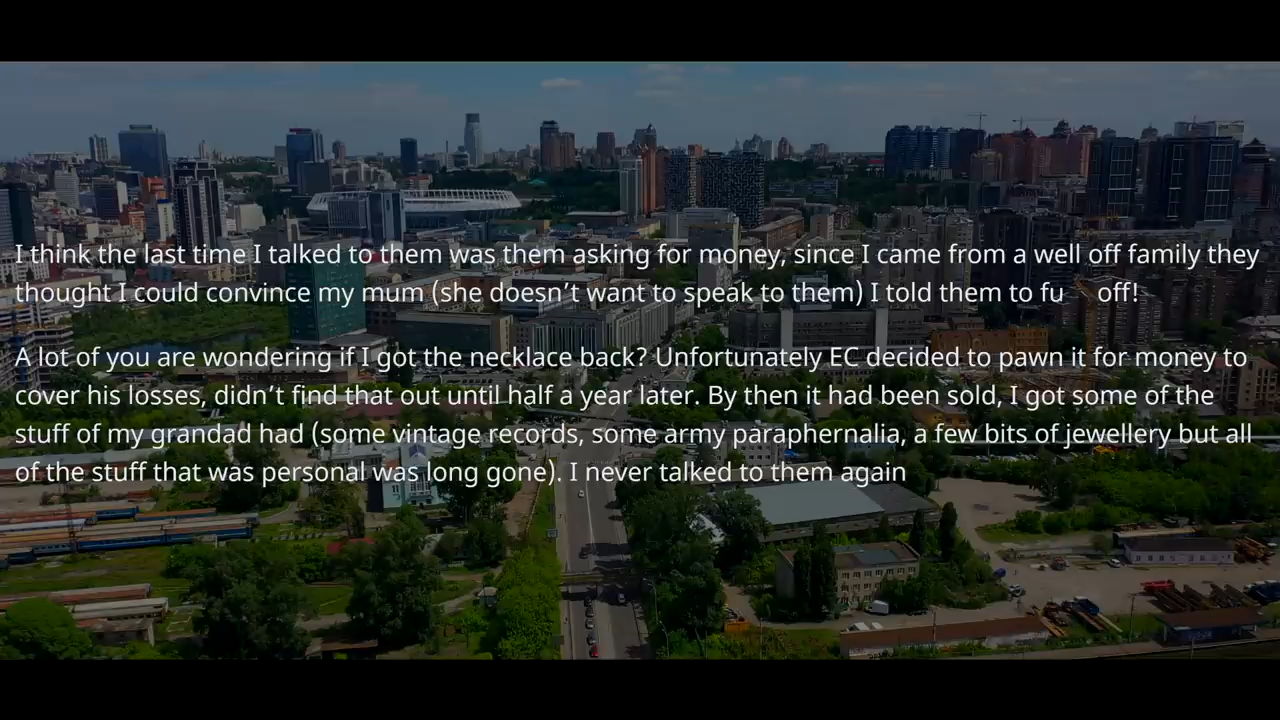 I think the last time I talked to them was them asking for money, since I came from a well off family they
thought I could convince my mum (she doesn’t want to speak to them) I told them to fu off!
A lot of you are wondering if I got the necklace back? Unfortunately EC decided to pawn it for money to
cover his losses, didn’t find that out until half a year later. By then it had been sold, I got some of the
stuff of my grandad had (some vintage records, some army paraphernalia, a few bits of jewellery but all
of the stuff that was personal was long gone). I never talked to them again